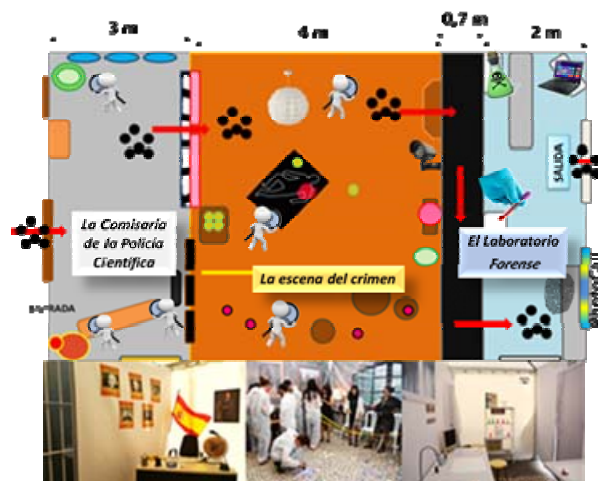 3 m
4 m
0,7 m
2 m
SALIDA
La Comisaría
de la Policía
Científica
La escena del crimen
El Laboratorio
Forense
PhotoCall